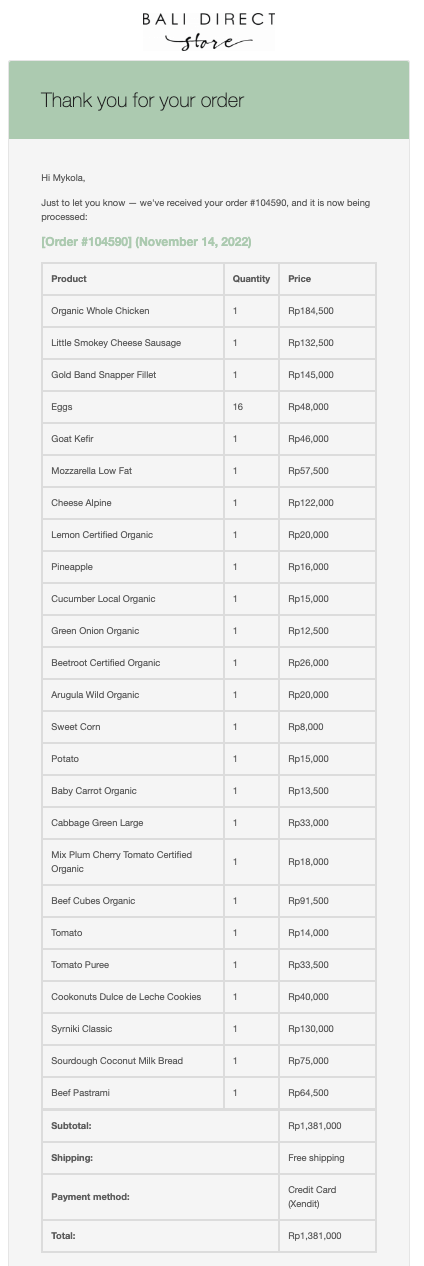 BALI DIRECT
store
Thank you for your order
Hi Mykola,
Just to let you know — we've received your order #104590, and it is now being
processed:
[Order #104590] (November 14, 2022)
Product Quantity Price
Organic Whole Chicken 1 Rp184,500
Little Smokey Cheese Sausage 1 Rp132,500
Gold Band Snapper Fillet 1 Rp145,000
Eggs 16 Rp48,000
Goat Kefir 1 Rp46,000
Mozzarella Low Fat 1 Rp57,500
Cheese Alpine 1 Rp122,000
Lemon Certified Organic 1 Rp20,000
Pineapple 1 Rp16,000
Cucumber Local Organic 1 Rp15,000
Green Onion Organic 1 Rp12,500
Beetroot Certified Organic 1 Rp26,000
Arugula Wild Organic 1 Rp20,000
Sweet Corn 1 Rp8,000
Potato 1 Rp15,000
Baby Carrot Organic 1 Rp13,500
Cabbage Green Large 1 Rp33,000
Mix Plum Cherry Tomato Certified
Organic 1 Rp18,000
Beef Cubes Organic 1 Rp91,500
Tomato 1 Rp14,000
Tomato Puree 1 Rp33,500
Cookonuts Dulce de Leche Cookies 1 Rp40,000
Syrniki Classic 1 Rp130,000
Sourdough Coconut Milk Bread 1 Rp75,000
Beef Pastrami 1 Rp64,500
Subtotal: Rp1,381,000
Shipping: Free shipping
Payment method: Credit Card
(Xendit)
Total: Rp1,381,000